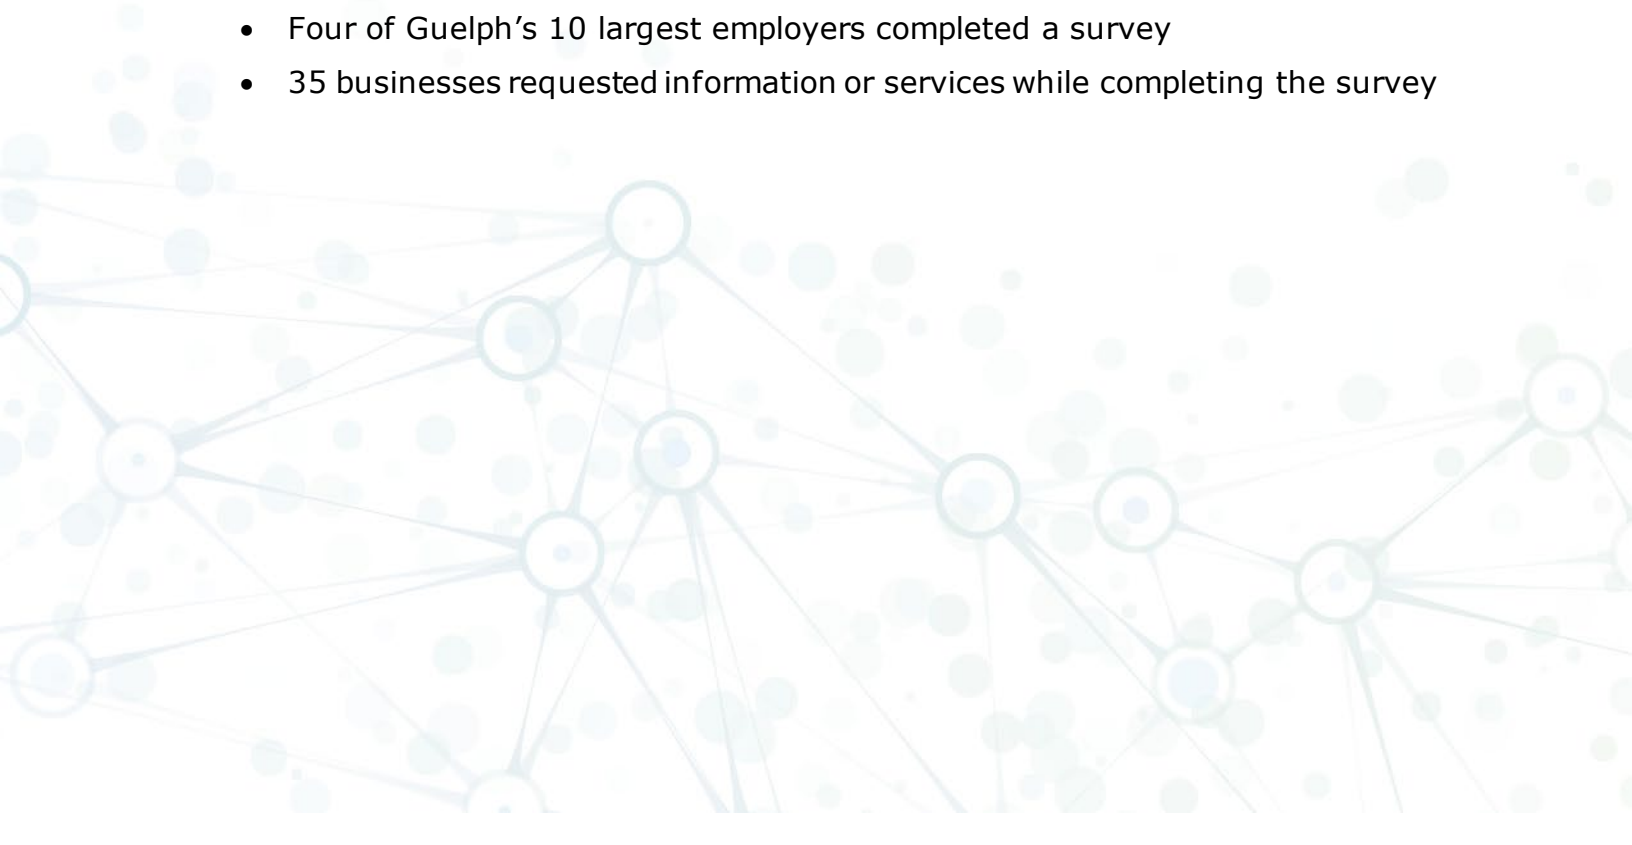 • Four of Guelph’s 10 largest employers completed a survey
• 35 businesses requested information or services while completing the survey